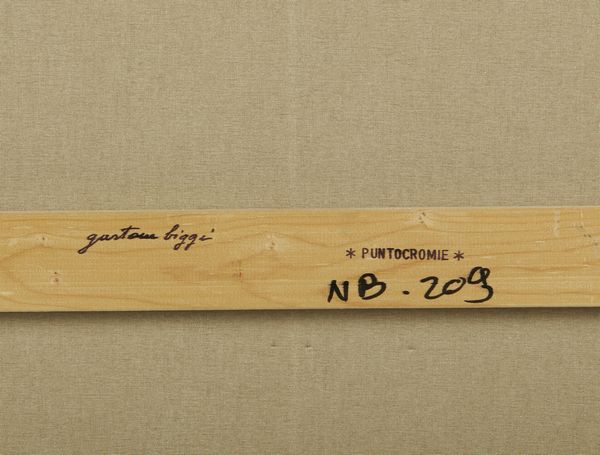 gastone biggi
* PUNTOCROMIE *
NB. 209